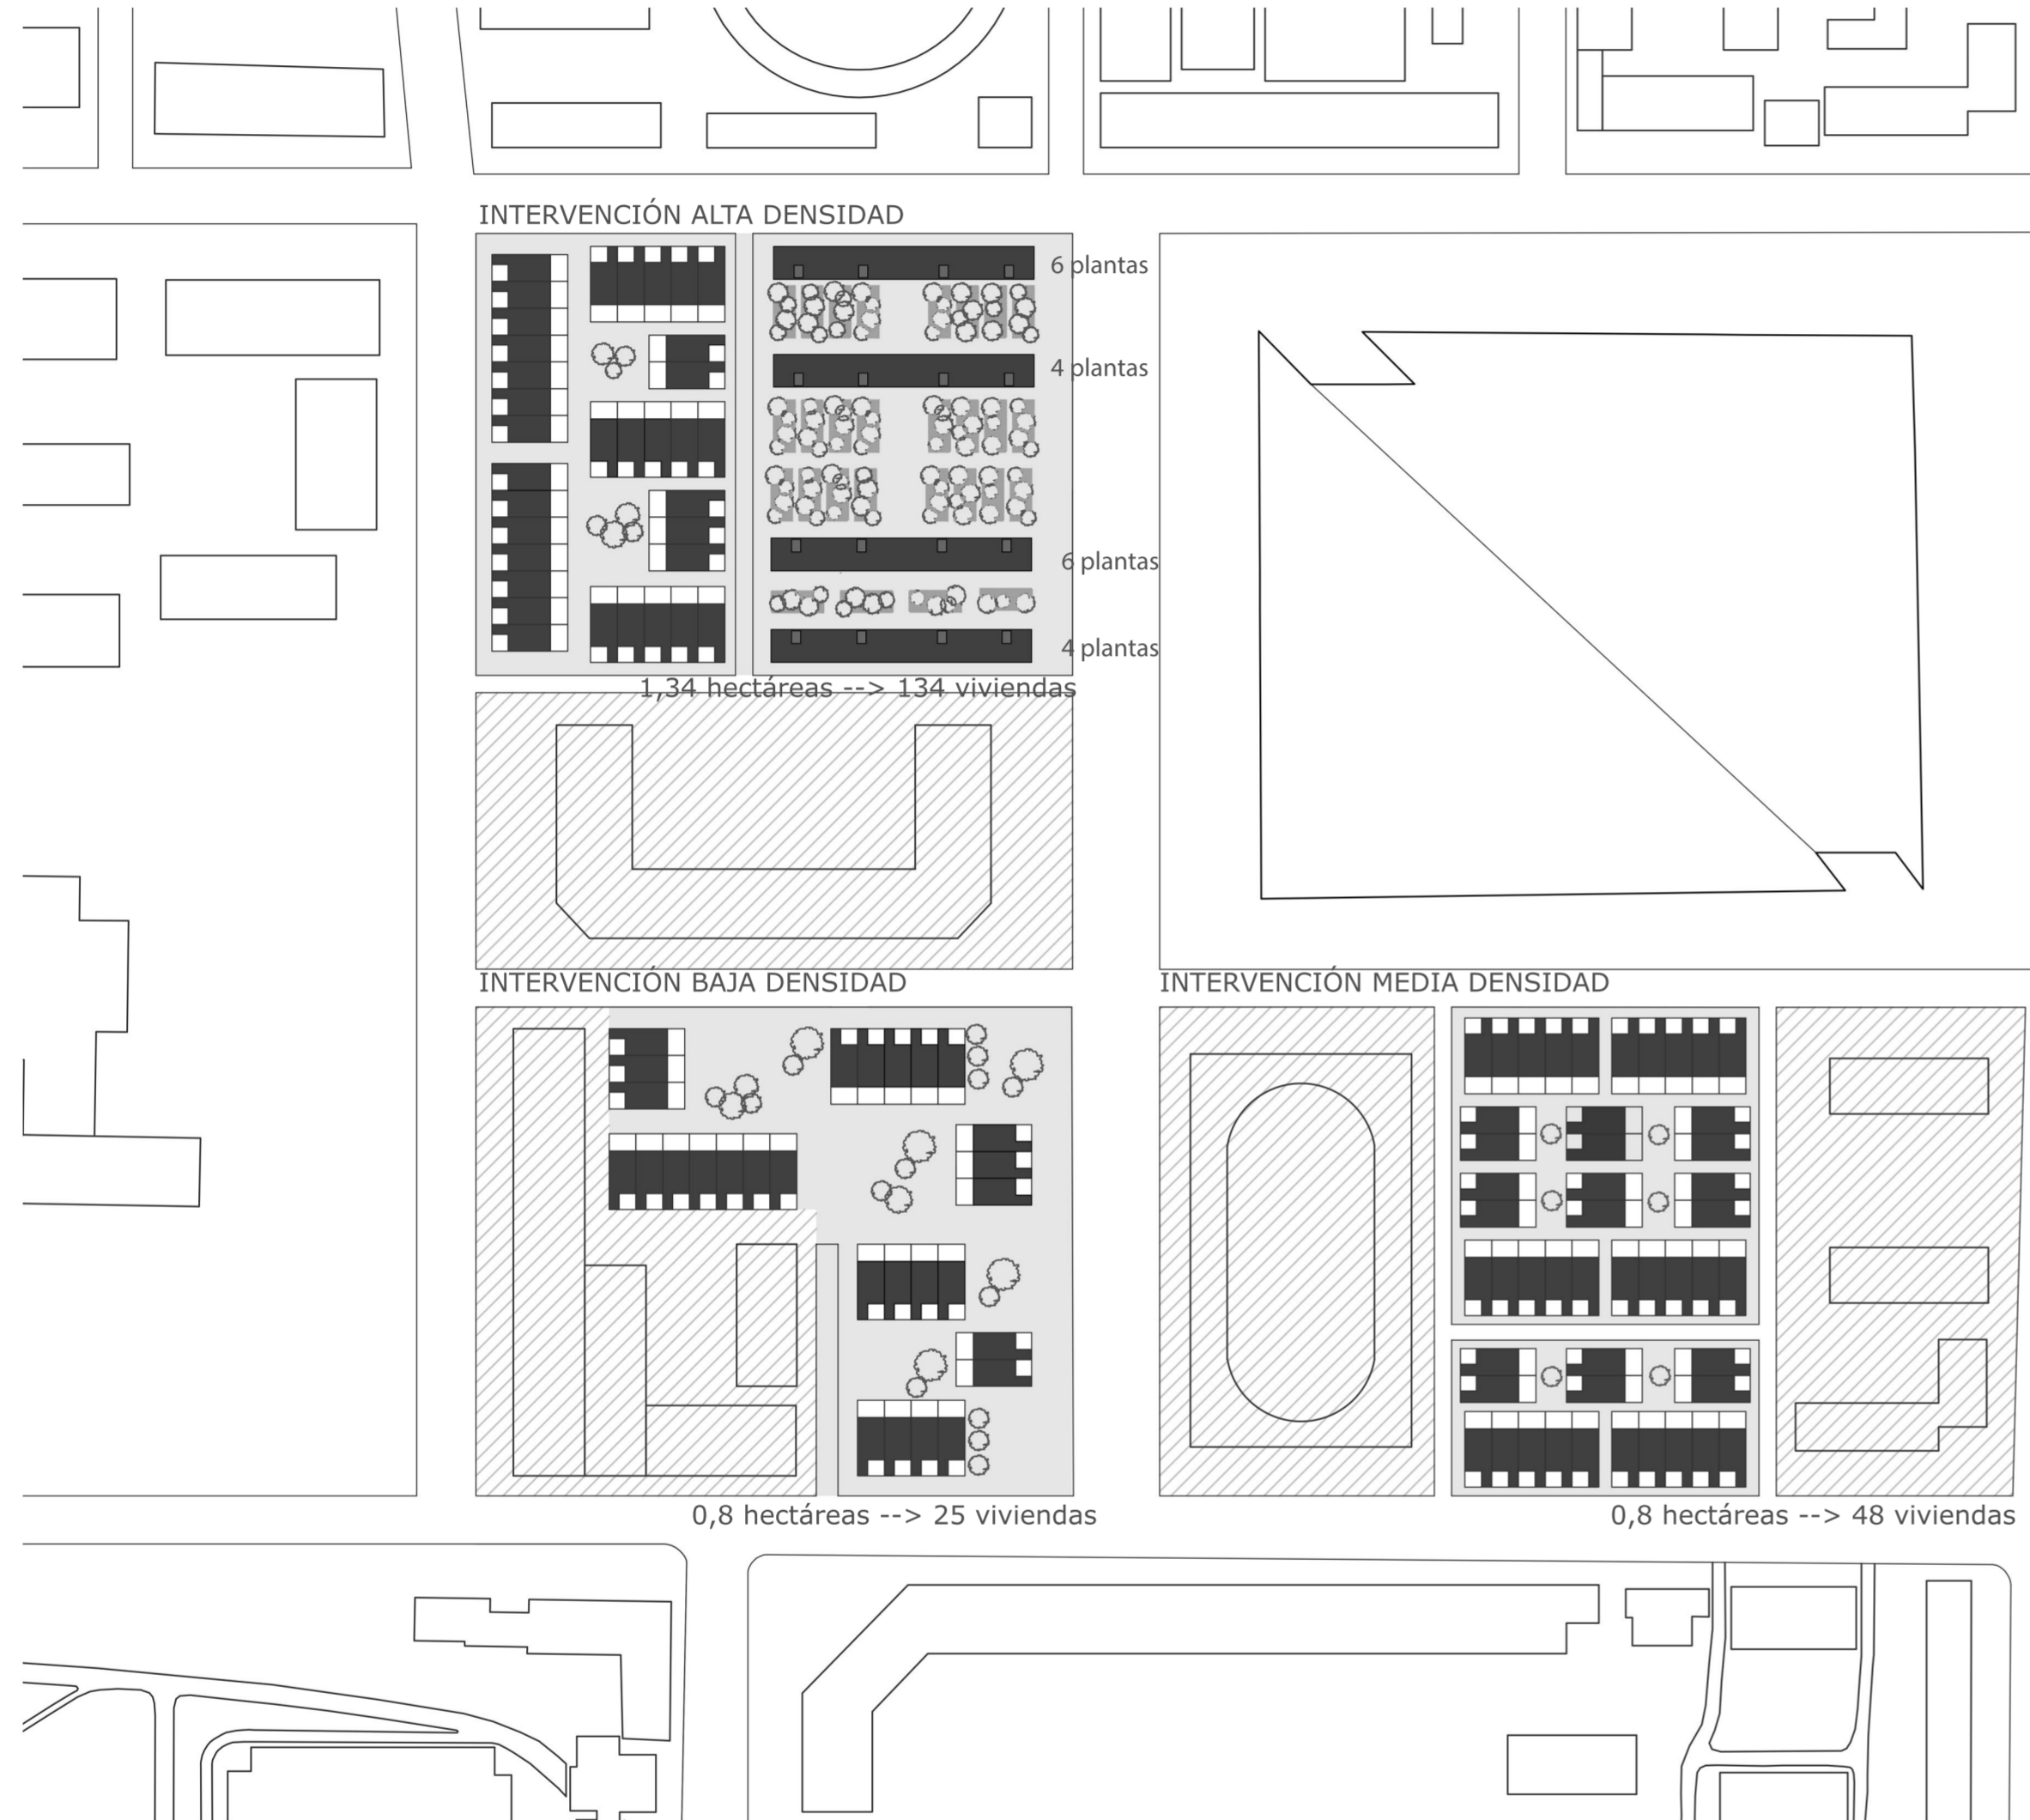 INTERVENCIÓN ALTA DENSIDAD
6 plantas
4 plantas
6 plantas
4 plantas
1,34 hectáreas --> 134 viviendas
INTERVENCIÓN BAJA DENSIDAD
INTERVENCIÓN MEDIA DENSIDAD
0,8 hectáreas --> 25 viviendas
0,8 hectáreas --> 48 viviendas